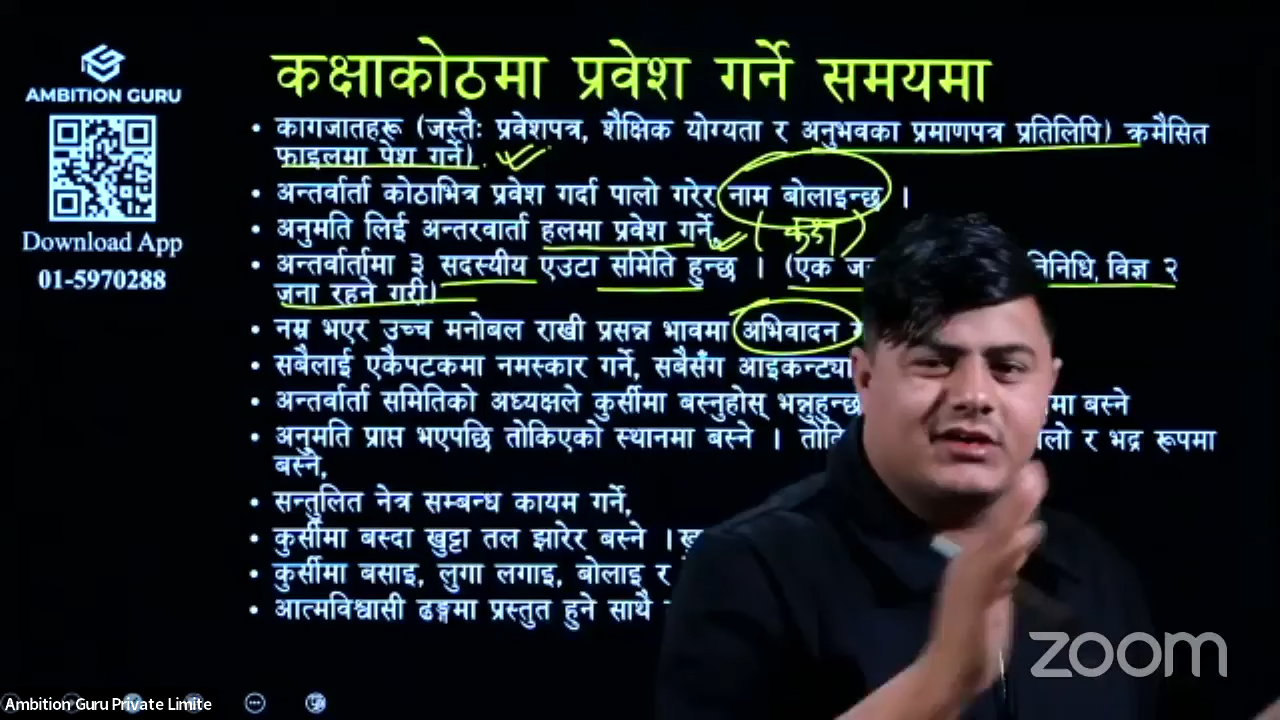 AMBITION GURU
Download App
01-5970288
कक्षाकोठमा प्रवेश गर्ने समयमा
• कागजातहरू (जस्तैः प्रवेशपत्र, शैक्षिक योग्यता र अनुभवका प्रमाणपत्र प्रतिलिपि) क्रमैसित
फाइलमा पेश गर्ने) .
• अन्तर्वार्ता कोठाभित्र प्रवेश गर्दा पालो गरेर नाम बोलाइन्छ ।
• अनुमति लिई अन्तरवार्ता हलमा प्रवेश गर्ने,
• अन्तर्वार्तामा ३ सदस्यीय एउटा समिति हुन्छ । (एक विज्ञ २
जना रहने गरी)
• नम्र भएर उच्च मनोबल राखी प्रसन्न भावमा अभिवादन
• सबैलाई एकैपटकमा नमस्कार गर्ने, सबैसँग
• अन्तर्वार्ता समितिको अध्यक्षले कुर्सीमा बस्नुहोस् भन्नुहुन्छ बस्ने
• अनुमति प्राप्त भएपछि तोकिएको स्थानमा बस्ने । र भद्र रूपमा
बस्ने,
• सन्तुलित नेत्र सम्बन्ध कायम गर्ने,
• कुर्सीमा बस्दा खुट्टा तल झारेर बस्ने ।
• कुर्सीमा बसाइ, लुगा लगाइ, बोलाइ र
• आत्मविश्वासी ढङ्गमा प्रस्तुत हुने साथै
zoom
Ambition Guru Private Limite